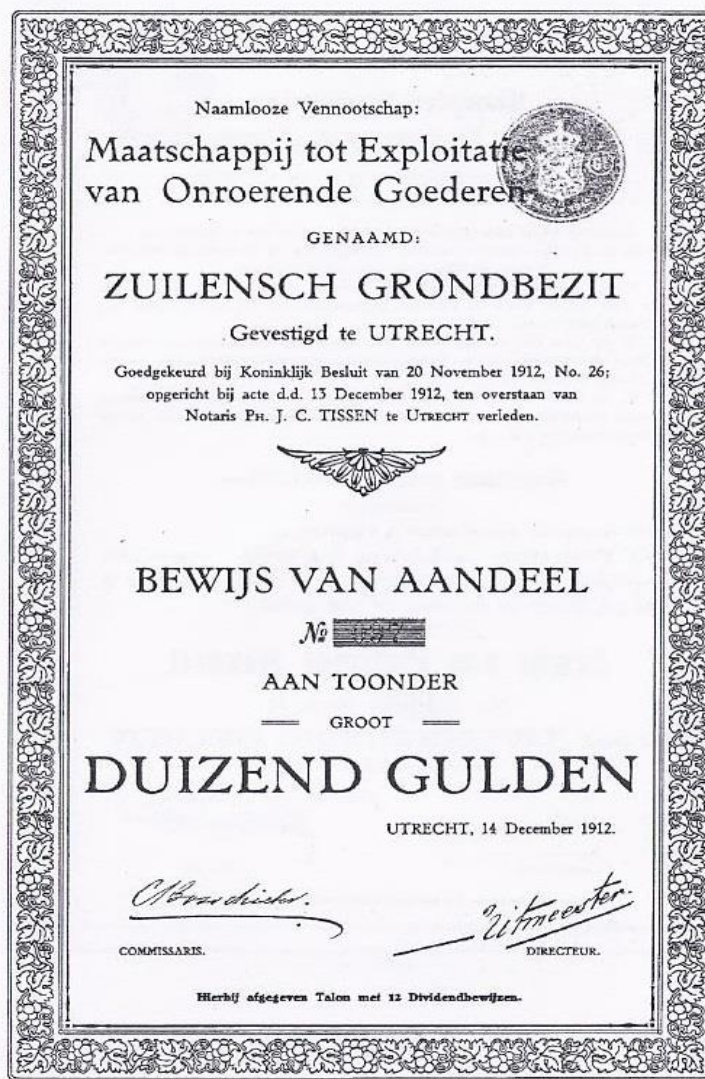 Naamlooze Vennootschap:
Maatschappij tot Exploitatie
van Onroerende Goederen
GENAAMD:
ZUILENSCH GRONDBEZIT
Gevestigd te UTRECHT.
Goedgekeurd bij Koninklijk Besluit van 20 November 1912, No. 26;
opgericht bij acte d.d. 13 December 1912, ten overstaan van
Notaris PH. J. C. TISSEN te UTRECHT verleden.
BEWIJS VAN AANDEEL
No 097
AAN TOONDER
GROOT
DUIZEND GULDEN
UTRECHT, 14 December 1912.
Uitmeester.
COMMISSARIS.
DIRECTEUR.
Hierbij afgegeven Talon met 12 Dividendbewijzen.